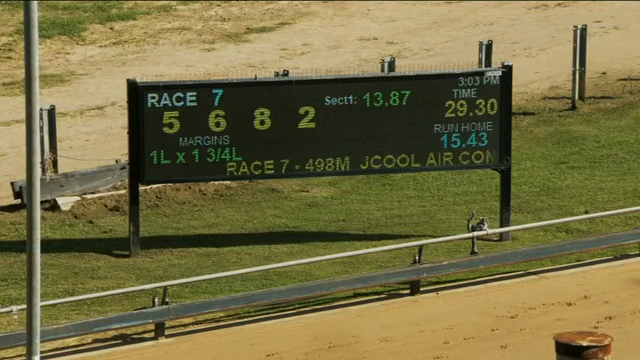 RACE 7
3:03 PM
TIME
5 6 8 2
Sect1: 13.87
29.30
MARGINS
RUN HOME
1L x 1 3/4L
15.43
RACE 7 - 498M JCOOL AIR CON